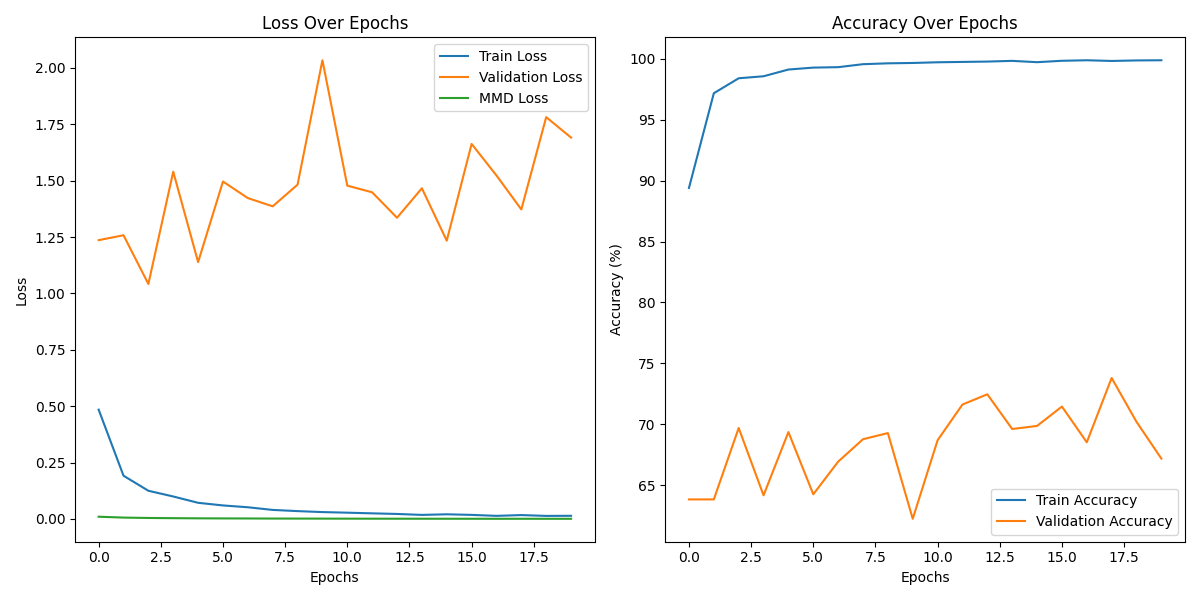 Loss Over Epochs
Train Loss
Validation Loss
MMD Loss
2.00
1.75
1.50
1.25
1.00
0.75
0.50
0.25
0.00
Loss
0.0 2.5 5.0 7.5 10.0 12.5 15.0 17.5
Epochs
Accuracy Over Epochs
100
95
90
85
80
75
70
65
Accuracy (%)
Train Accuracy
Validation Accuracy
0.0 2.5 5.0 7.5 10.0 12.5 15.0 17.5
Epochs